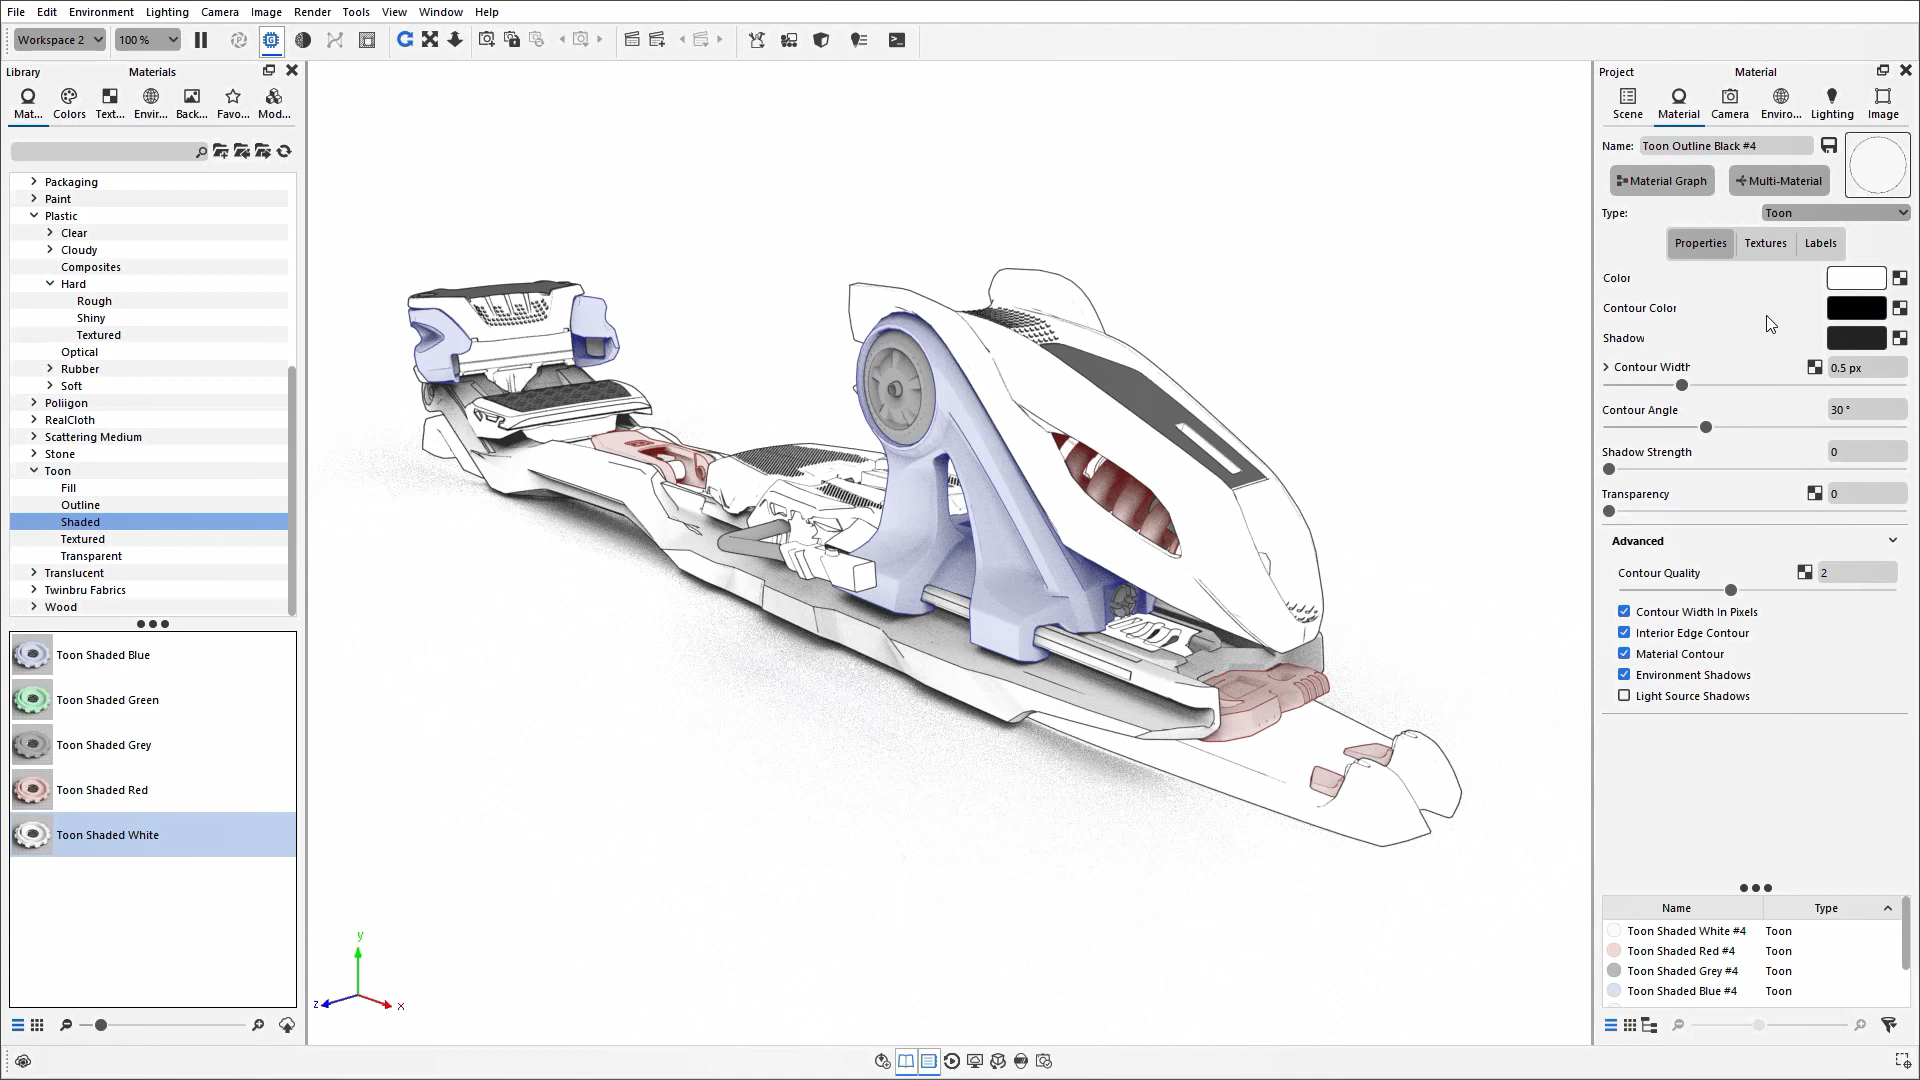 File Edit Environment Lighting Camera Image Render Tools View Window Help
Workspace 2 100 %
Library Materials
Mat... Colors Text... Envir... Back... Favo... Mod...
Packaging
Paint
Plastic
Clear
Cloudy
Composites
Hard
Rough
Shiny
Textured
Optical
Rubber
Soft
Poliigon
RealCloth
Scattering Medium
Stone
Toon
Fill
Outline
Shaded
Textured
Transparent
Translucent
Twinbru Fabrics
Wood
Toon Shaded Blue
Toon Shaded Green
Toon Shaded Grey
Toon Shaded Red
Toon Shaded White
y
z
x
Project Material
Scene Material Camera Enviro... Lighting Image
Name: Toon Outline Black #4
Material Graph Multi-Material
Type: Toon
Properties Textures Labels
Color
Contour Color
Shadow
Contour Width 0.5 px
Contour Angle 30 °
Shadow Strength 0
Transparency 0
Advanced
Contour Quality 2
Contour Width In Pixels
Interior Edge Contour
Material Contour
Environment Shadows
Light Source Shadows
Name Type
Toon Shaded White #4 Toon
Toon Shaded Red #4 Toon
Toon Shaded Grey #4 Toon
Toon Shaded Blue #4 Toon